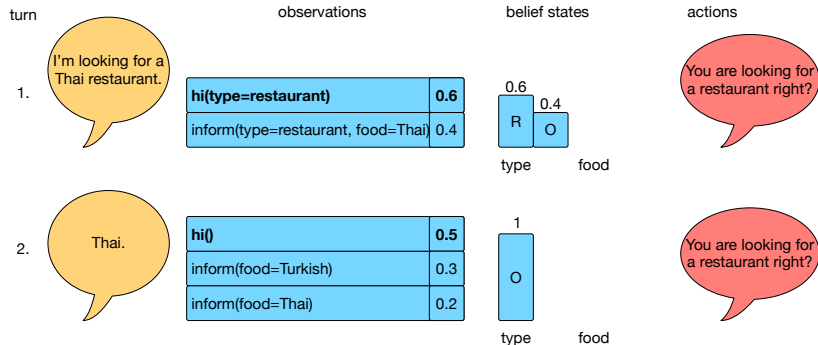 turn observations belief states actions
1.
I'm looking for a
Thai restaurant.
hi(type=restaurant) 0.6
inform(type=restaurant, food=Thai) 0.4
0.6
0.4
R O
type food
You are looking for
a restaurant right?
2.
Thai.
hi() 0.5
inform(food=Turkish) 0.3
inform(food=Thai) 0.2
1
O
type food
You are looking for
a restaurant right?